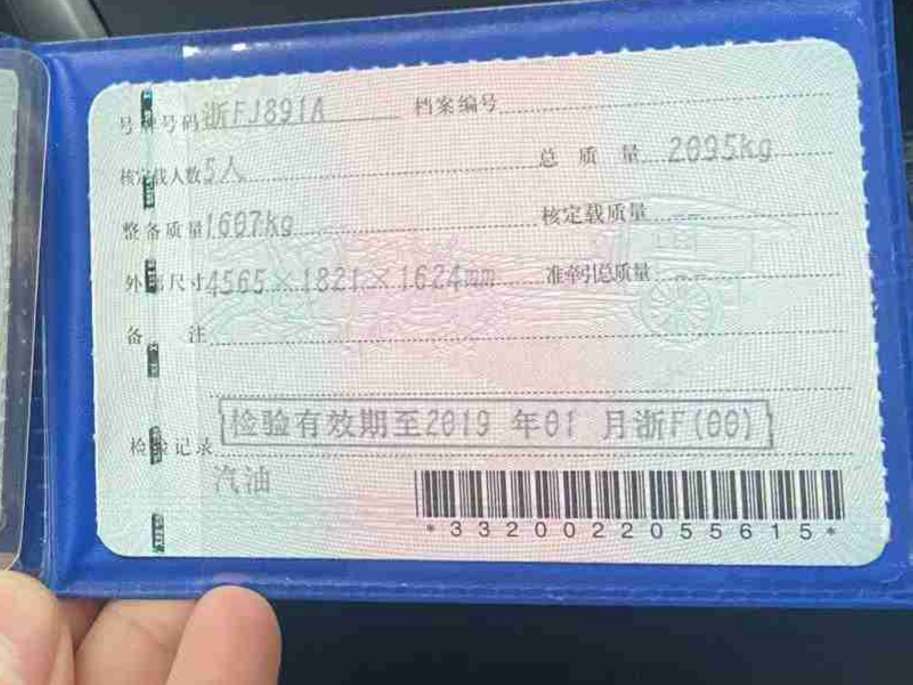 号牌号码 浙FJ891A 档案编号
核定载人数 5人 总质量 2095kg
整备质量 1607kg 核定载质量 --
外廓尺寸 4565×1821×1624mm 准牵引总质量 --
备注
检验记录 检验有效期至2019年01月浙F(00)
汽油
*3320022055615*